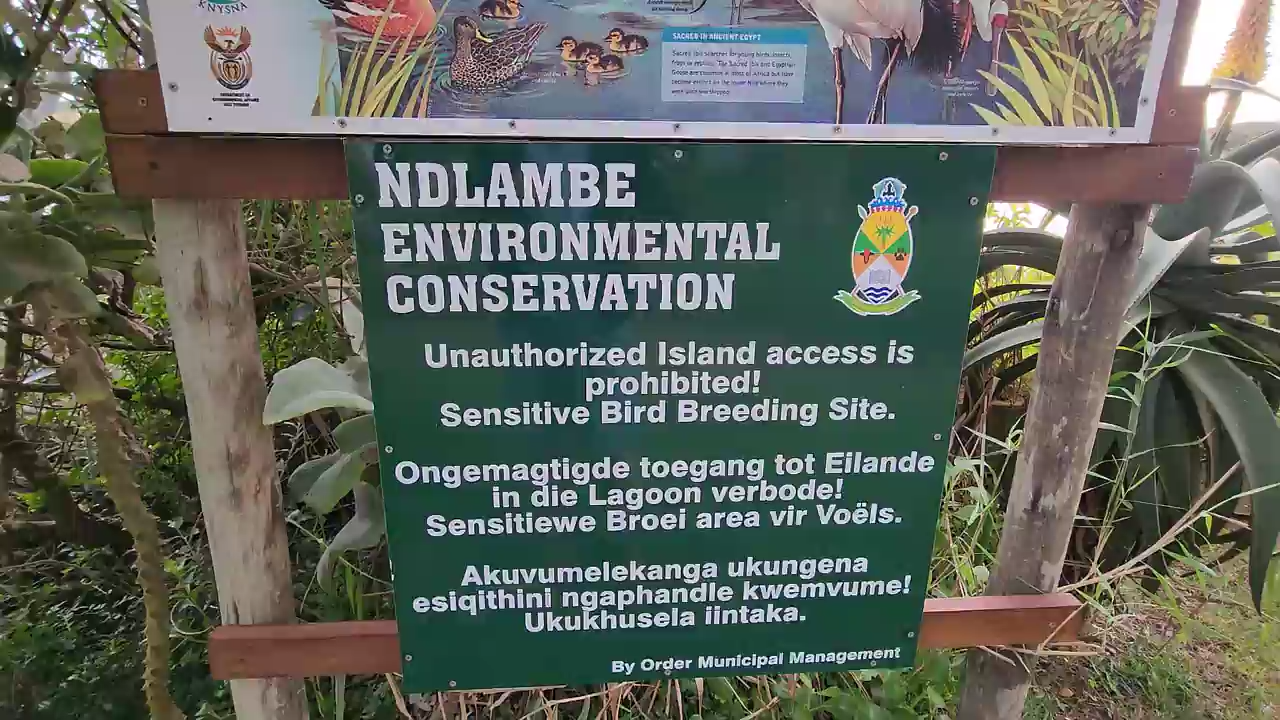 KNYSNA
SACRED IN ANCIENT EGYPT
NDLAMBE
ENVIRONMENTAL
CONSERVATION
Unauthorized Island access is
prohibited!
Sensitive Bird Breeding Site.
Ongemagtigde toegang tot Eilande
in die Lagoon verbode!
Sensitiewe Broei area vir Voëls.
Akuvumelekanga ukungena
esiqithini ngaphandle kwemvume!
Ukukhusela iintaka.
By Order Municipal Management